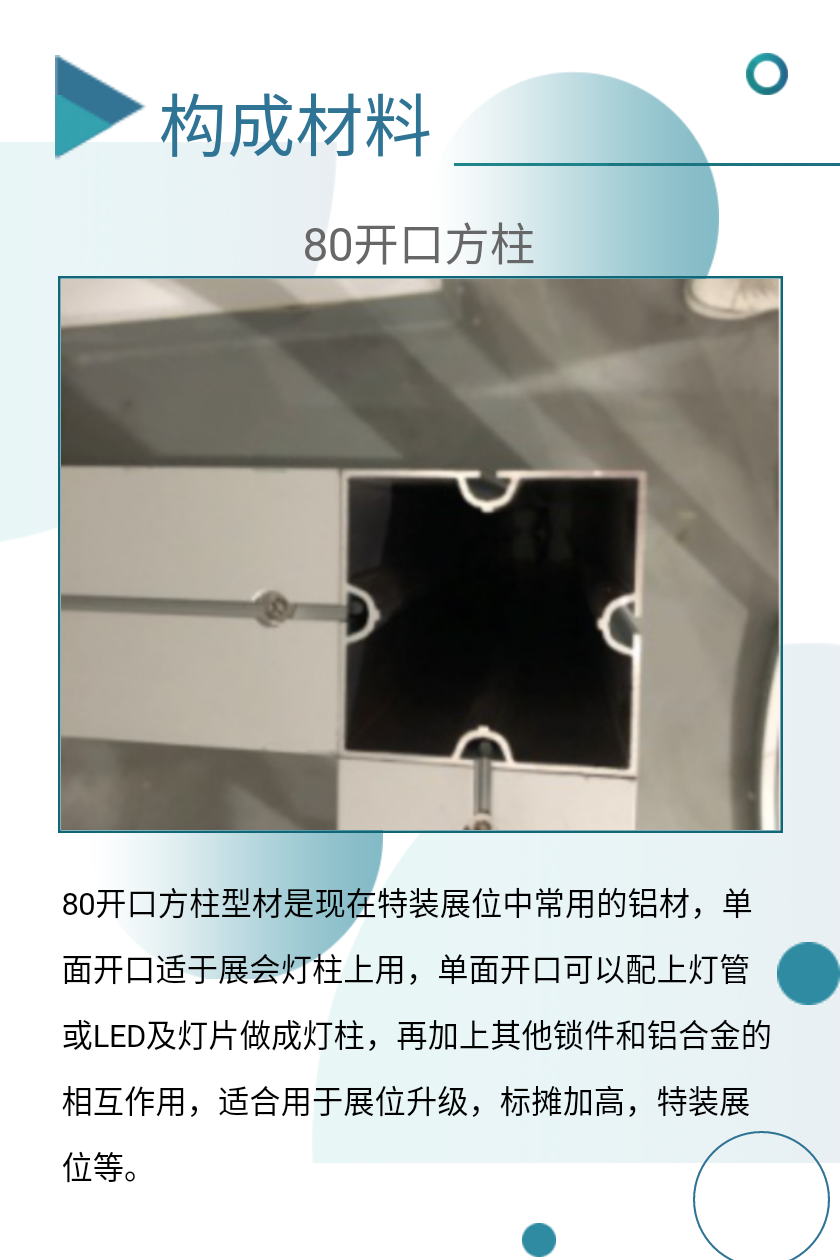 构成材料
80开口方柱
80开口方柱型材是现在特装展位中常用的铝材，单
面开口适于展会灯柱上用，单面开口可以配上灯管
或LED及灯片做成灯柱，再加上其他锁件和铝合金的
相互作用，适合用于展位升级，标摊加高，特装展
位等。